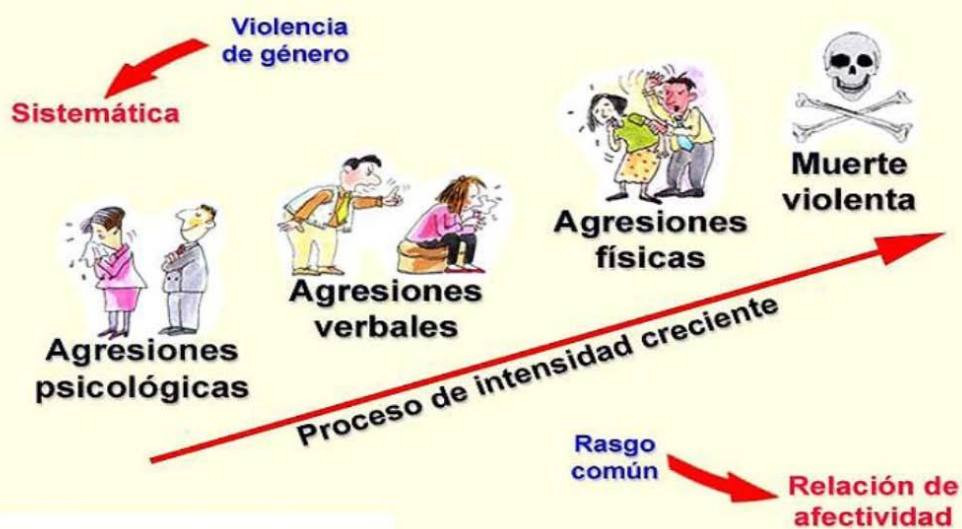 Violencia
de género
Sistemática
Agresiones
psicológicas
Agresiones
verbales
Agresiones
físicas
Muerte
violenta
Proceso de intensidad creciente
Rasgo
común
Relación de
afectividad